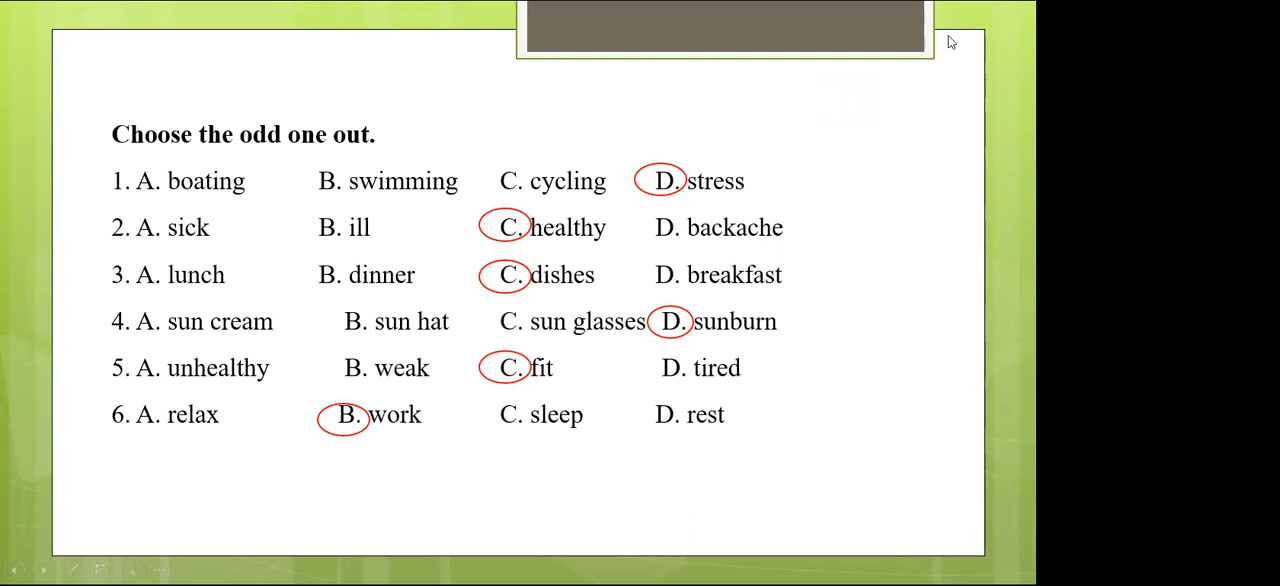 Choose the odd one out.
1. A. boating B. swimming C. cycling D. stress
2. A. sick B. ill C. healthy D. backache
3. A. lunch B. dinner C. dishes D. breakfast
4. A. sun cream B. sun hat C. sun glasses D. sunburn
5. A. unhealthy B. weak C. fit D. tired
6. A. relax B. work C. sleep D. rest